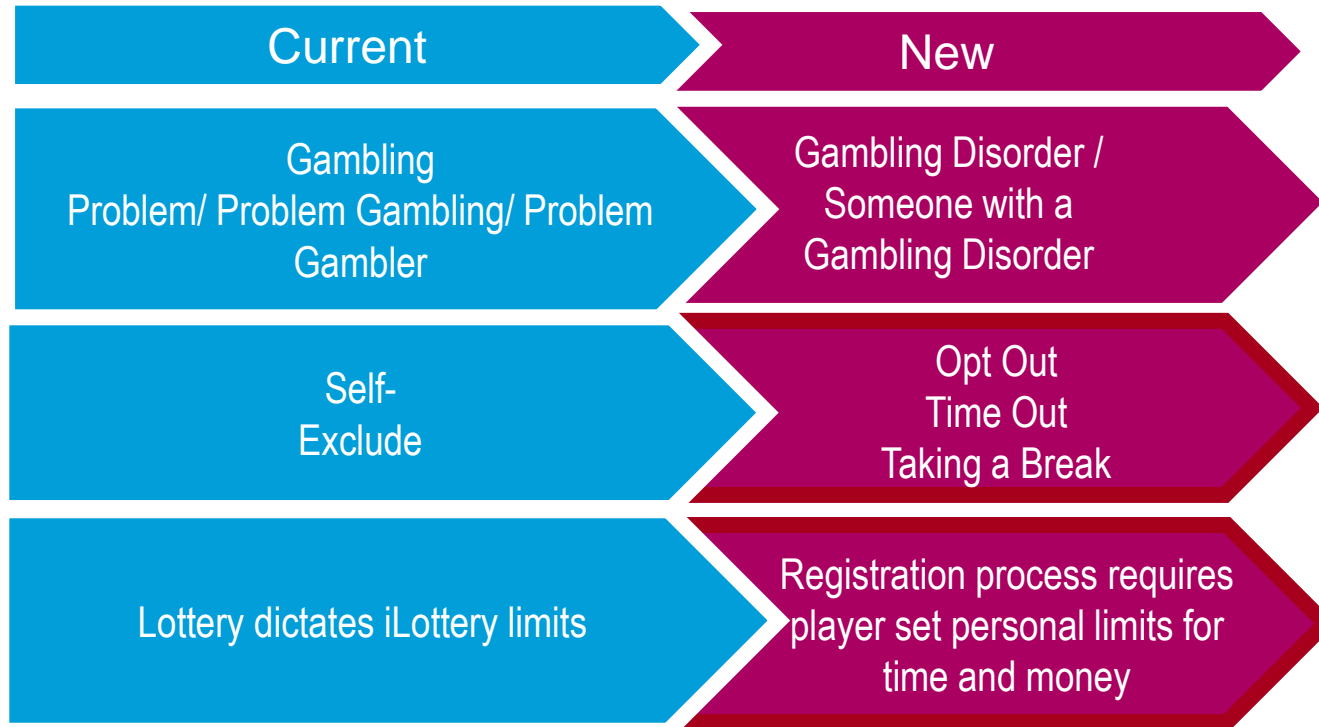 Current
New
Gambling
Problem/ Problem Gambling/ Problem
Gambler
Gambling Disorder /
Someone with a
Gambling Disorder
Self-
Exclude
Opt Out
Time Out
Taking a Break
Lottery dictates iLottery limits
Registration process requires
player set personal limits for
time and money